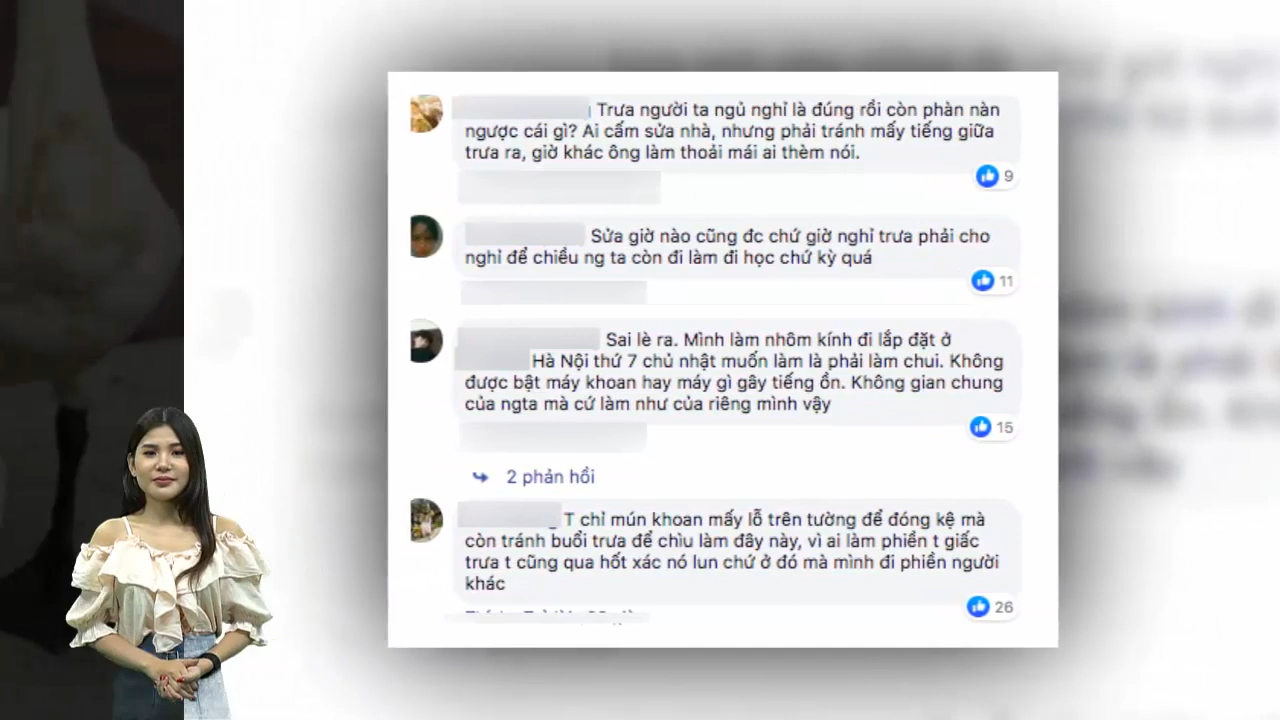 Trưa người ta ngủ nghỉ là đúng rồi còn phàn nàn
ngược cái gì? Ai cấm sửa nhà, nhưng phải tránh mấy tiếng giữa
trưa ra, giờ khác ông làm thoải mái ai thèm nói.
9
Sửa giờ nào cũng đc chứ giờ nghỉ trưa phải cho
nghỉ để chiều ng ta còn đi làm đi học chứ kỳ quá
11
Sai lè ra. Mình làm nhôm kính đi lắp đặt ở
Hà Nội thứ 7 chủ nhật muốn làm là phải làm chui. Không
được bật máy khoan hay máy gì gây tiếng ồn. Không gian chung
của ngta mà cứ làm như của riêng mình vậy
15
2 phản hồi
T chỉ mún khoan mấy lỗ trên tường để đóng kệ mà
còn tránh buổi trưa để chìu làm đây này, vì ai làm phiền t giấc
trưa t cũng qua hốt xác nó lun chứ ở đó mà mình đi phiền người
khác
26